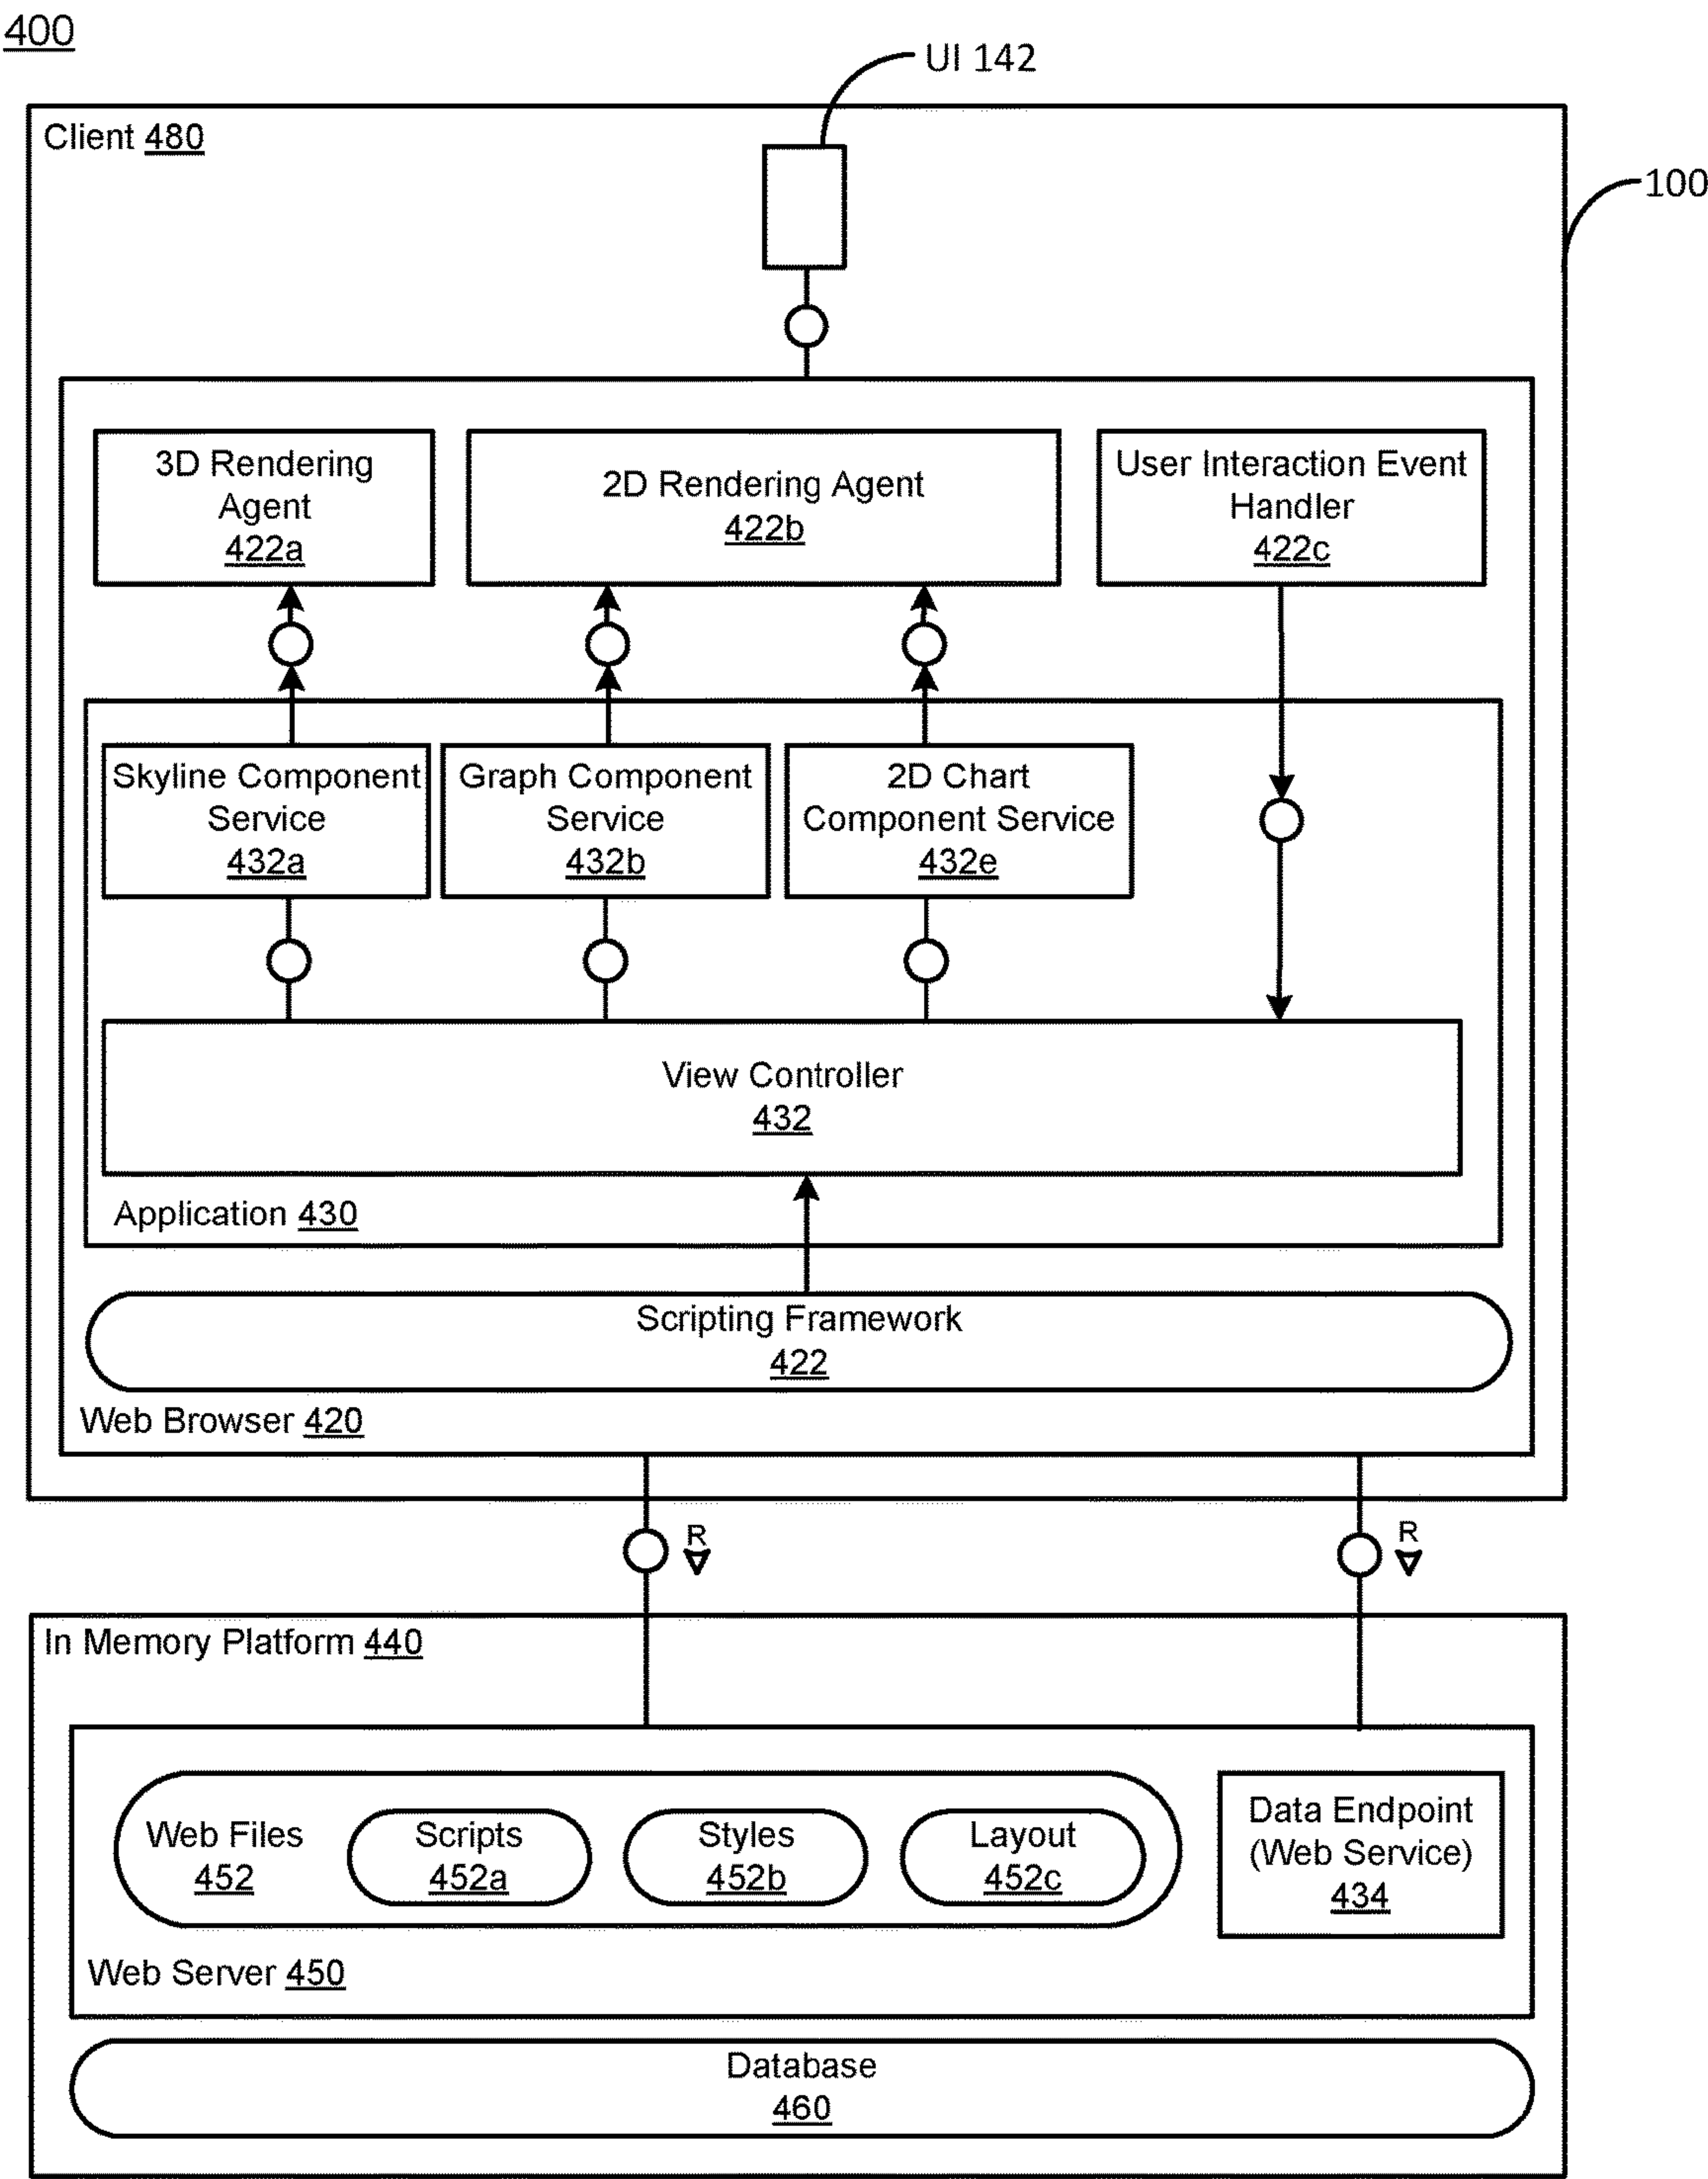 400
UI 142
Client 480
100
3D Rendering
Agent
422a
2D Rendering Agent
422b
User Interaction Event
Handler
422c
Skyline Component
Service
432a
Graph Component
Service
432b
2D Chart
Component Service
432e
View Controller
432
Application 430
Scripting Framework
422
Web Browser 420
R
R
In Memory Platform 440
Web Files
452
Scripts
452a
Styles
452b
Layout
452c
Data Endpoint
(Web Service)
434
Web Server 450
Database
460